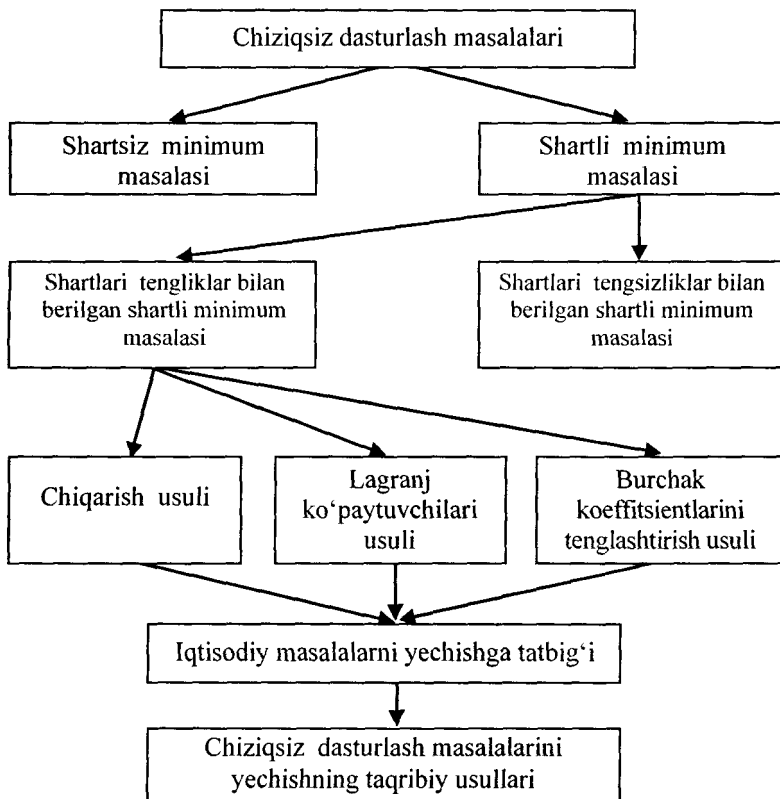 Chiziqsiz dasturlash masalalari
Shartsiz minimum
masalasi
Shartli minimum
masalasi
Shartlari tengliklar bilan
berilgan shartli minimum
masalasi
Shartlari tengsizliklar bilan
berilgan shartli minimum
masalasi
Chiqarish usuli
Lagranj
ko‘paytuvchilari
usuli
Burchak
koeffitsientlarini
tenglashtirish usuli
Iqtisodiy masalalarni yechishga tatbig‘i
Chiziqsiz dasturlash masalalarini
yechishning taqribiy usullari